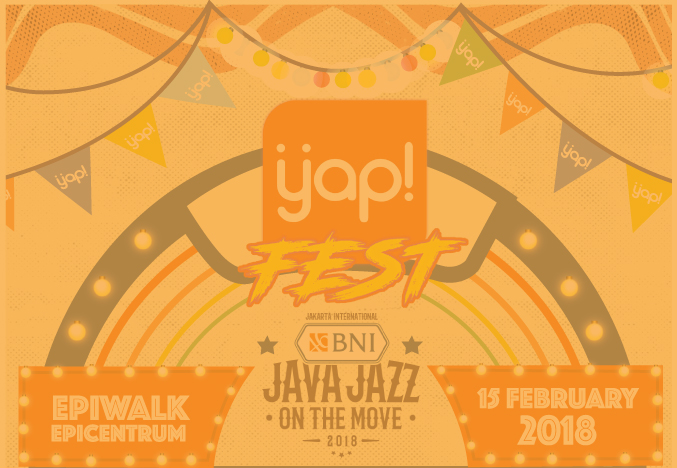 yap!
yap!
yap!
yap!
yap!
yap!
yap!
yap!
FEST
JAKARTA INTERNATIONAL
BNI
JAVA JAZZ
• ON THE MOVE •
2018
EPIWALK
EPICENTRUM
15 FEBRUARY
2018